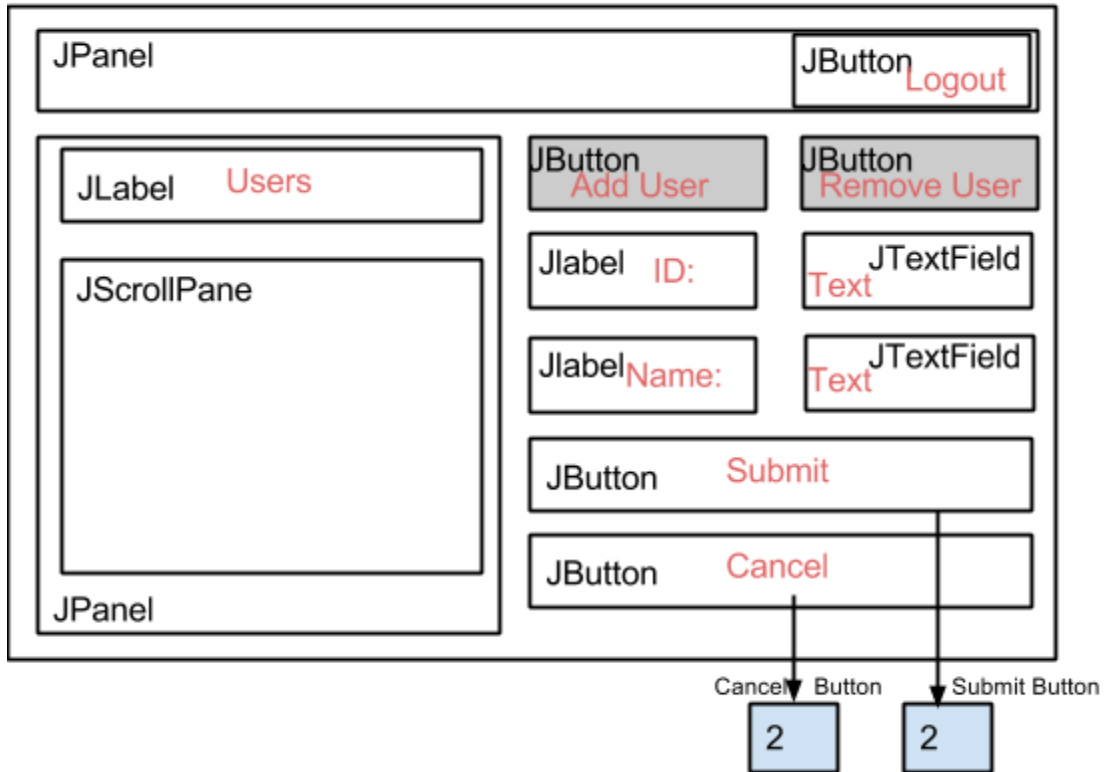 JPanel
JButton
Logout
JLabel Users
JButton
Add User
JButton
Remove User
JScrollPane
Jlabel ID:
JTextField
Text
Jlabel Name:
JTextField
Text
JButton Submit
JButton Cancel
JPanel
Cancel Button
Submit Button
2
2